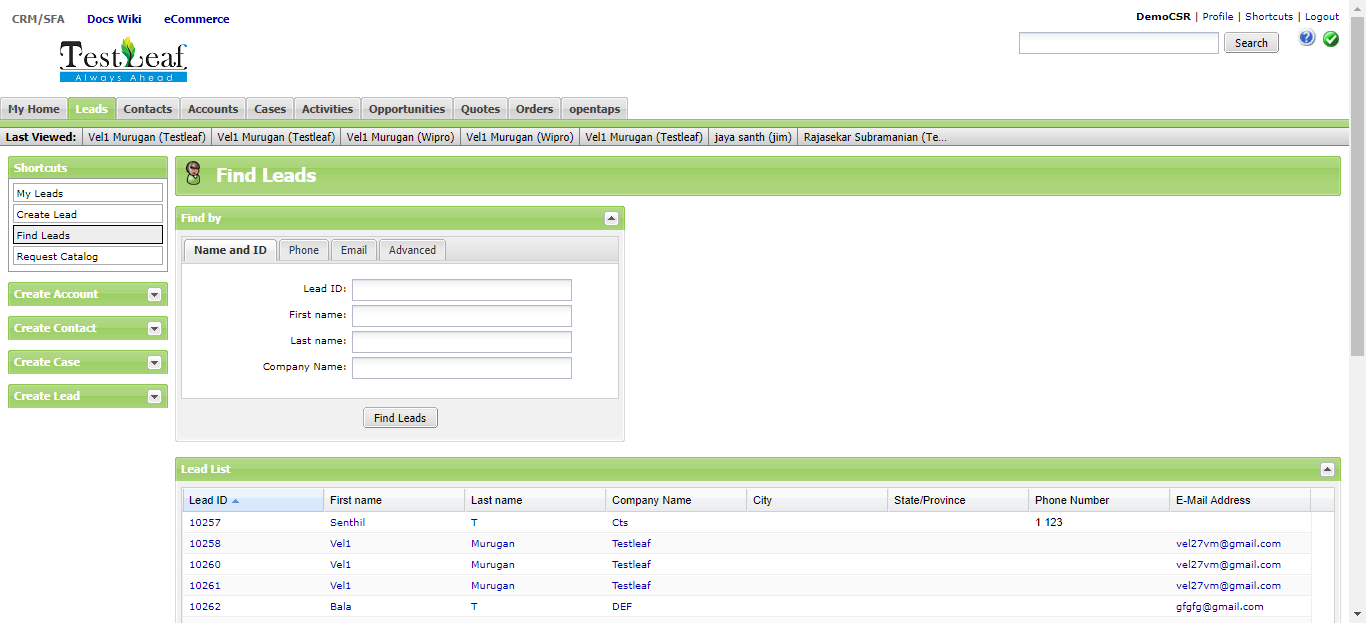 CRM/SFA Docs Wiki eCommerce
DemoCSR | Profile | Shortcuts | Logout
TestLeaf
Always Ahead
Search
My Home Leads Contacts Accounts Cases Activities Opportunities Quotes Orders opentaps
Last Viewed: Vel1 Murugan (Testleaf) Vel1 Murugan (Testleaf) Vel1 Murugan (Wipro) Vel1 Murugan (Wipro) Vel1 Murugan (Testleaf) jaya santh (jim) Rajasekar Subramanian (Te...
Shortcuts
My Leads
Create Lead
Find Leads
Request Catalog
Create Account
Create Contact
Create Case
Create Lead
Find Leads
Find by
Name and ID Phone Email Advanced
Lead ID:
First name:
Last name:
Company Name:
Find Leads
Lead List
Lead ID First name Last name Company Name City State/Province Phone Number E-Mail Address
10257 Senthil T Cts 1 123
10258 Vel1 Murugan Testleaf vel27vm@gmail.com
10260 Vel1 Murugan Testleaf vel27vm@gmail.com
10261 Vel1 Murugan Testleaf vel27vm@gmail.com
10262 Bala T DEF gfgfg@gmail.com